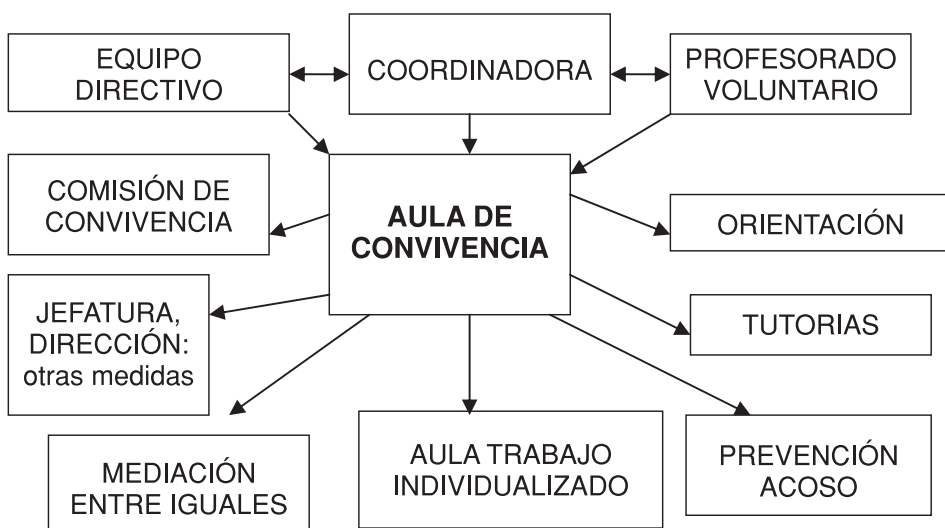 EQUIPO
DIRECTIVO
COORDINADORA
PROFESORADO
VOLUNTARIO
COMISIÓN DE
CONVIVENCIA
AULA DE
CONVIVENCIA
ORIENTACIÓN
JEFATURA,
DIRECCIÓN:
otras medidas
TUTORIAS
MEDIACIÓN
ENTRE IGUALES
AULA TRABAJO
INDIVIDUALIZADO
PREVENCIÓN
ACOSO